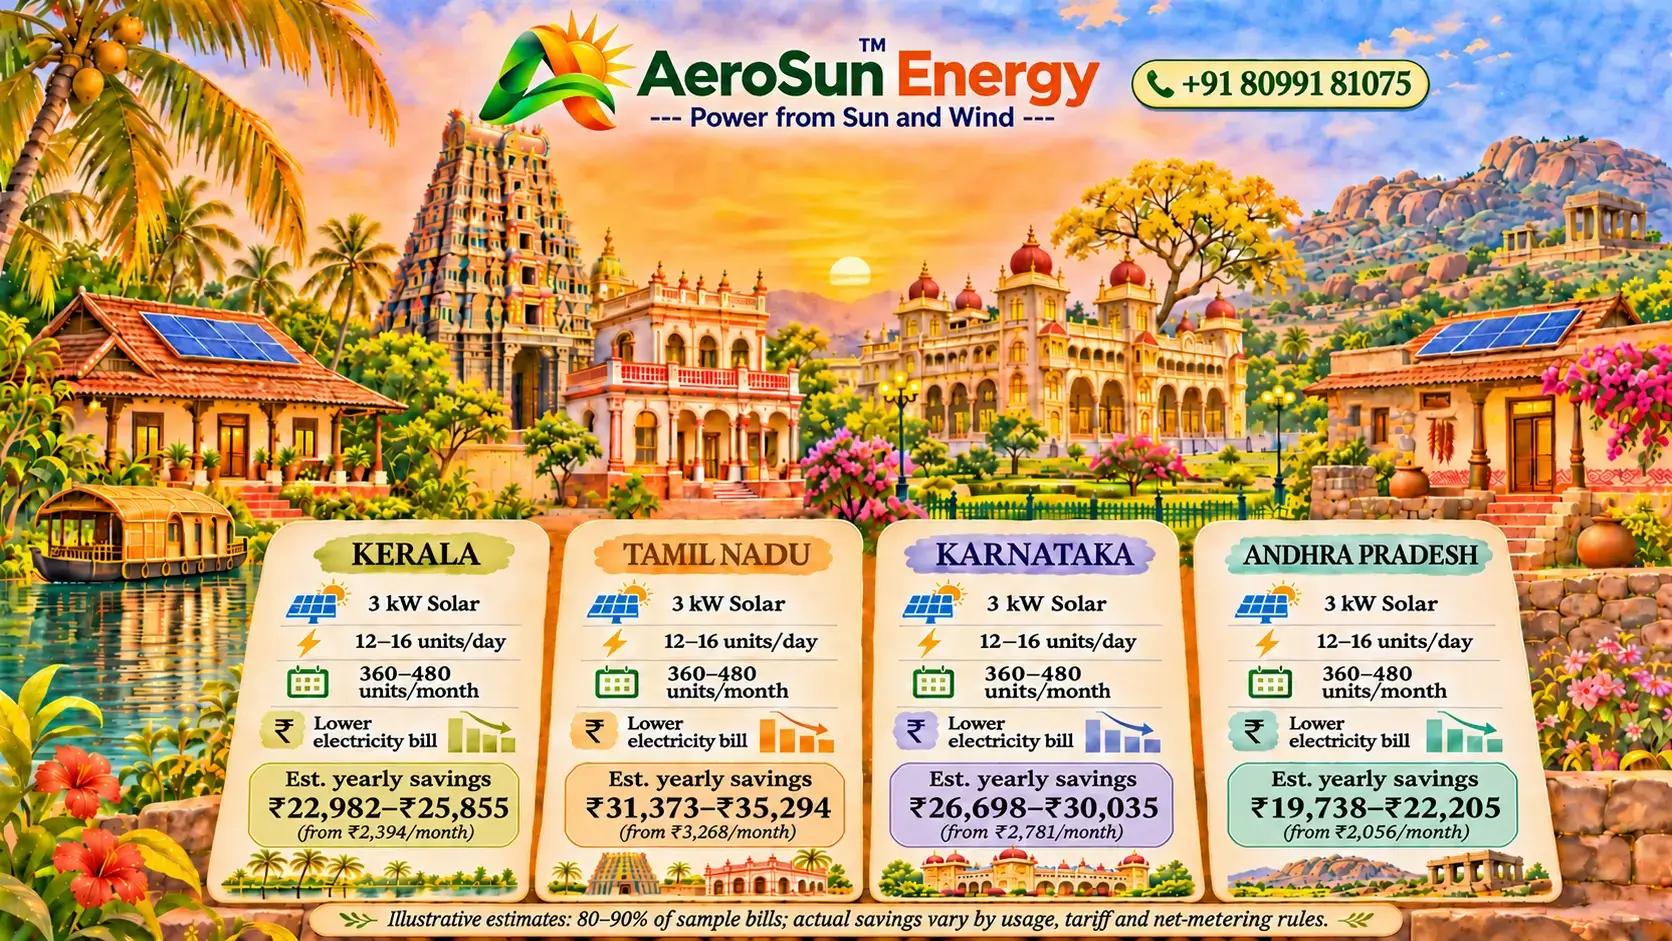 AeroSun Energy™
--- Power from Sun and Wind ---
+91 80991 81075
KERALA
3 kW Solar
12–16 units/day
360–480
units/month
₹ Lower
electricity bill
Est. yearly savings
₹22,982–₹25,855
(from ₹2,394/month)
TAMIL NADU
3 kW Solar
12–16 units/day
360–480
units/month
₹ Lower
electricity bill
Est. yearly savings
₹31,373–₹35,294
(from ₹3,268/month)
KARNATAKA
3 kW Solar
12–16 units/day
360–480
units/month
₹ Lower
electricity bill
Est. yearly savings
₹26,698–₹30,035
(from ₹2,781/month)
ANDHRA PRADESH
3 kW Solar
12–16 units/day
360–480
units/month
₹ Lower
electricity bill
Est. yearly savings
₹19,738–₹22,205
(from ₹2,056/month)
Illustrative estimates: 80–90% of sample bills; actual savings vary by usage, tariff and net-metering rules.